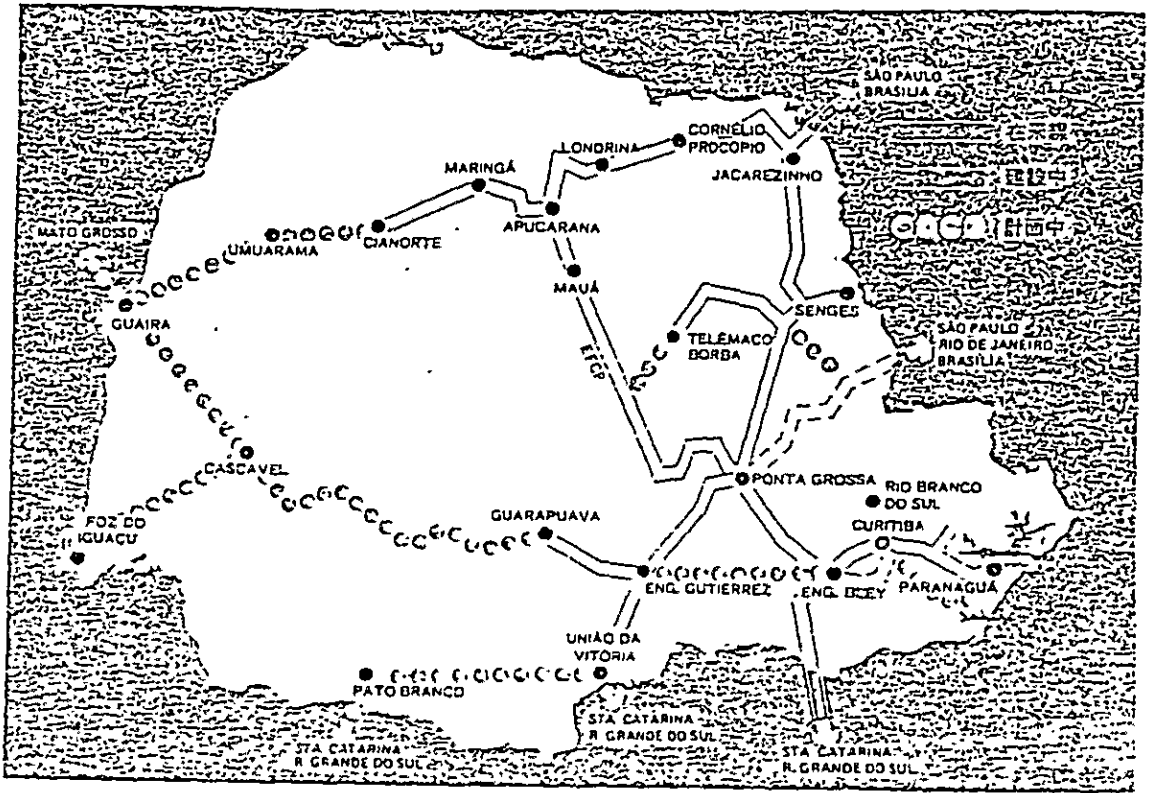 SÃO PAULO
BRASILIA
CORNÉLIO
PROCOPIO
LONDRINA
MARINGÁ
JACAREZINHO
APUCARANA
MATO GROSSO
UMUARAMA
CIANORTE
計画中
MAUÁ
GUAIRA
SENGES
SÃO PAULO
RIO DE JANEIRO
BRASÍLIA
TELÊMACO
BORBA
EFCP
CASCAVEL
PONTA GROSSA
RIO BRANCO
DO SUL
FOZ DO
IGUAÇU
GUARAPUAVA
CURITIBA
ENG. GUTIERREZ
ENG. BLEY
PARANAGUÁ
UNIÃO DA
VITÓRIA
PATO BRANCO
STA CATARINA
R. GRANDE DO SUL
STA CATARINA
R GRANDE DO SUL
STA CATARINA
R. GRANDE DO SUL